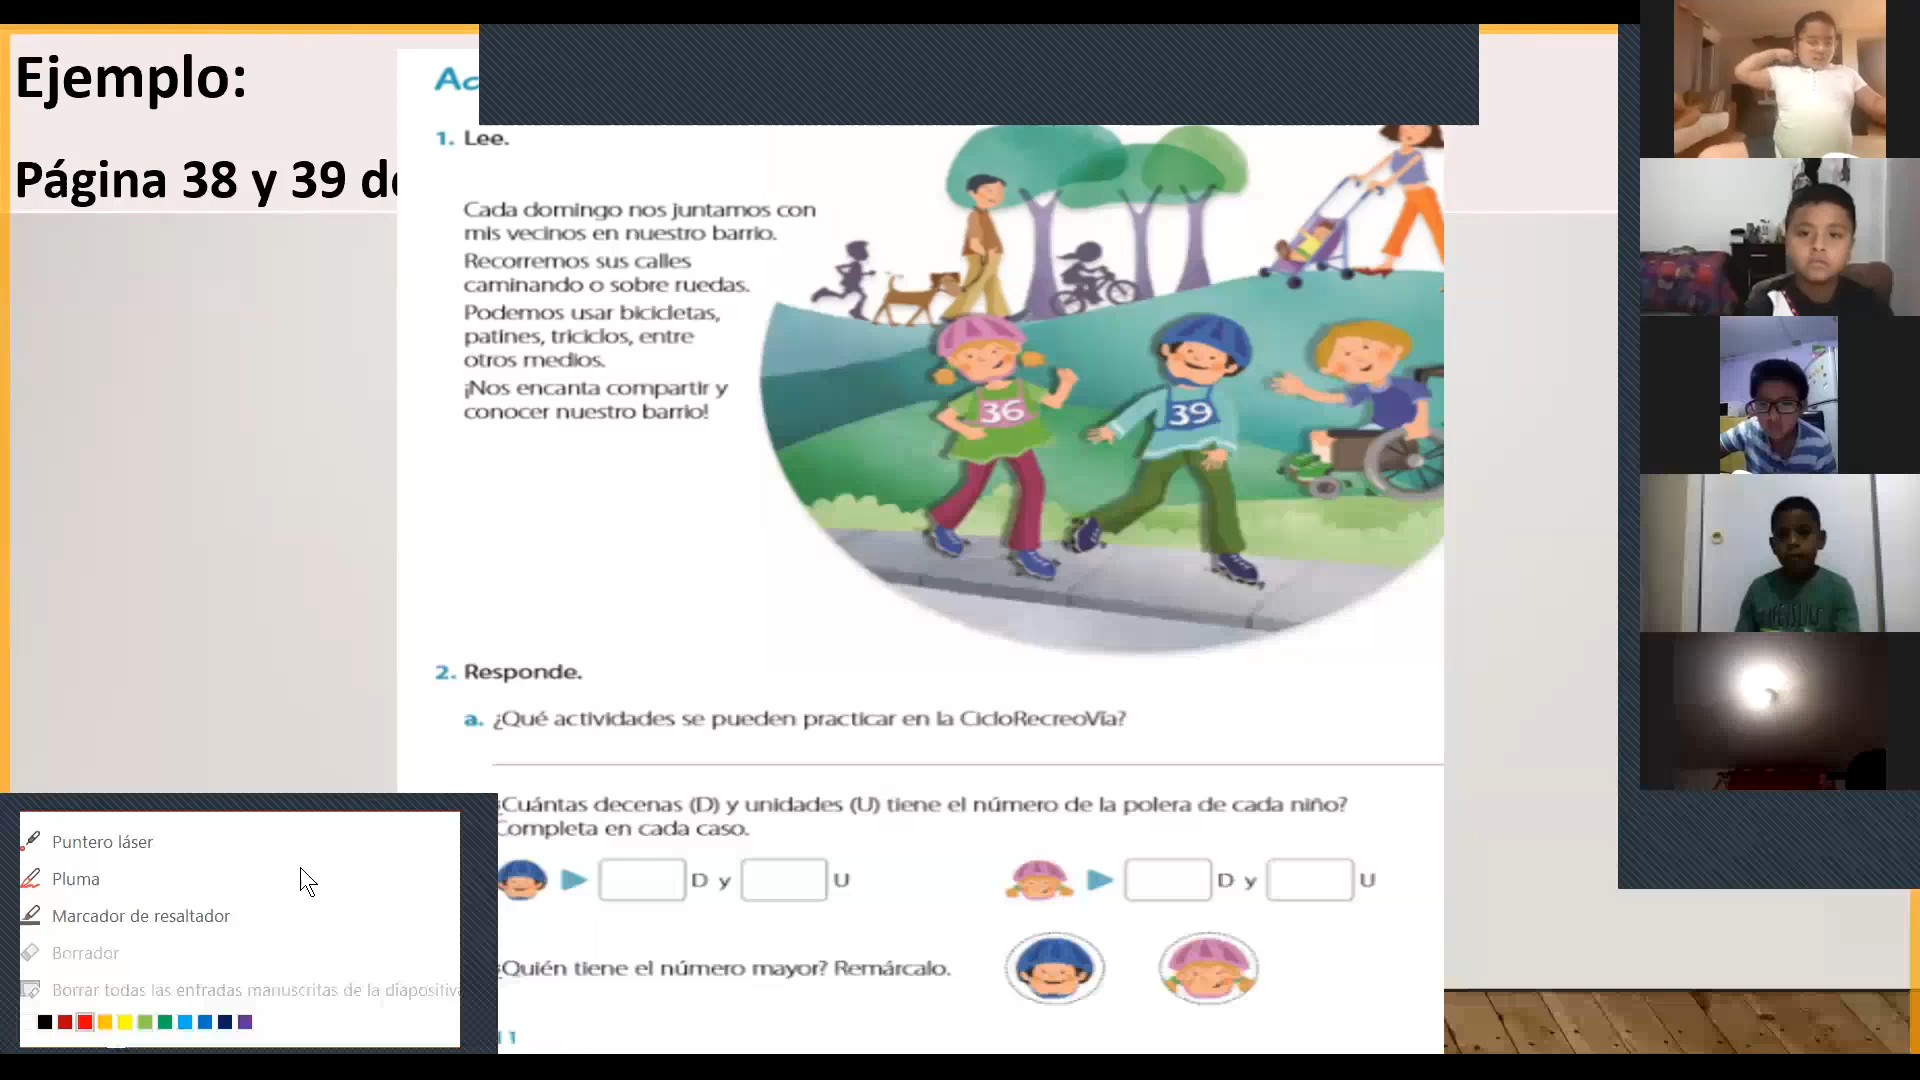 Ejemplo:
Página 38 y 39 de
1. Lee.
Cada domingo nos juntamos con
mis vecinos en nuestro barrio.
Recorremos sus calles
caminando o sobre ruedas.
Podemos usar bicicletas,
patines, triciclos, entre
otros medios.
¡Nos encanta compartir y
conocer nuestro barrio!
36
39
2. Responde.
a. ¿Qué actividades se pueden practicar en la CicloRecreoVía?
¿Cuántas decenas (D) y unidades (U) tiene el número de la polera de cada niño?
Completa en cada caso.
D y U
D y U
¿Quién tiene el número mayor? Remárcalo.
Puntero láser
Pluma
Marcador de resaltador
Borrador
Borrar todas las entradas manuscritas de la diapositiva